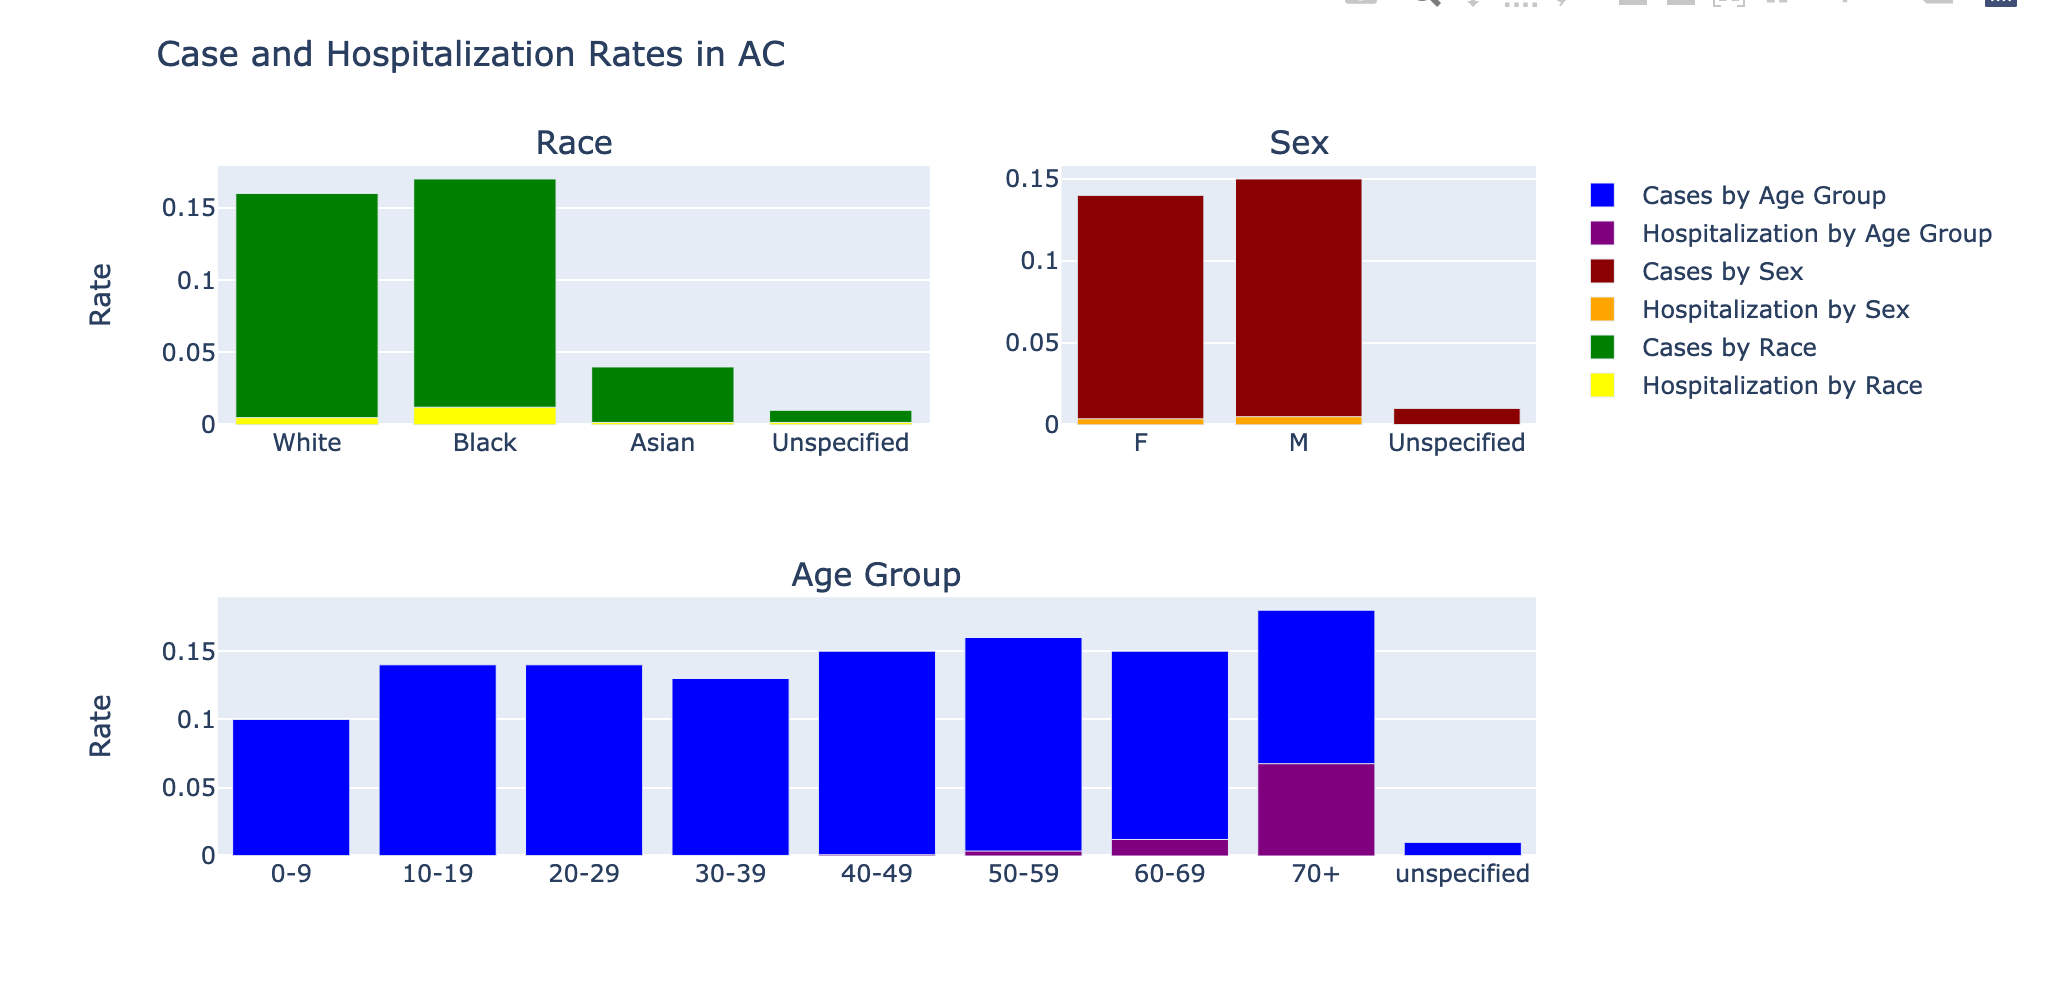 Case and Hospitalization Rates in AC
Race
Rate
0.15
0.1
0.05
0
White Black Asian Unspecified
Sex
0.15
0.1
0.05
0
F M Unspecified
Cases by Age Group
Hospitalization by Age Group
Cases by Sex
Hospitalization by Sex
Cases by Race
Hospitalization by Race
Age Group
Rate
0.15
0.1
0.05
0
0-9 10-19 20-29 30-39 40-49 50-59 60-69 70+ unspecified